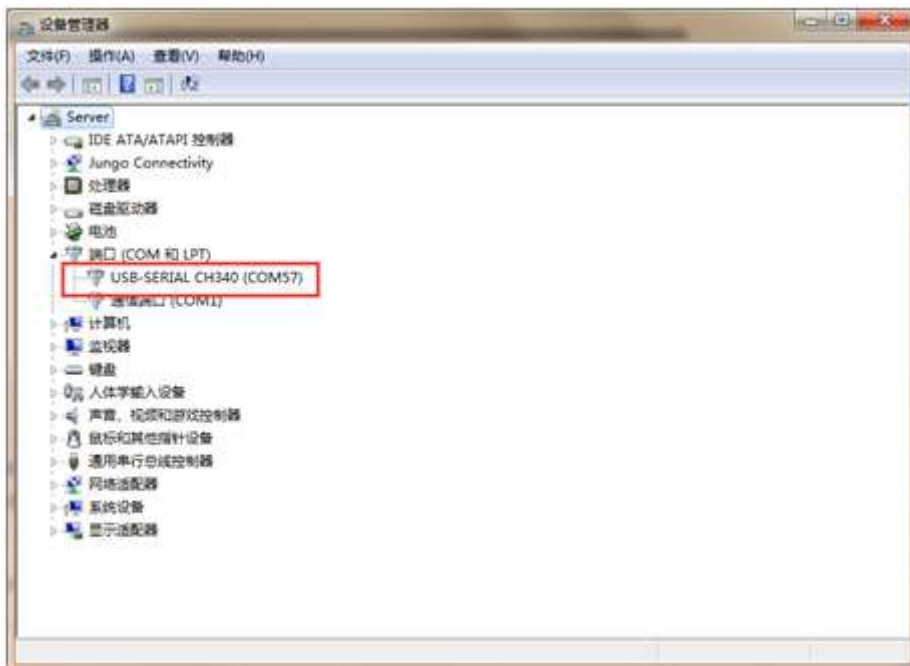 设备管理器
文件(F) 操作(A) 查看(V) 帮助(H)
Server
IDE ATA/ATAPI 控制器
Jungo Connectivity
处理器
磁盘驱动器
电池
端口 (COM 和 LPT)
USB-SERIAL CH340 (COM57)
通信端口 (COM1)
计算机
监视器
键盘
人体学输入设备
声音、视频和游戏控制器
鼠标和其他指针设备
通用串行总线控制器
网络适配器
系统设备
显示适配器